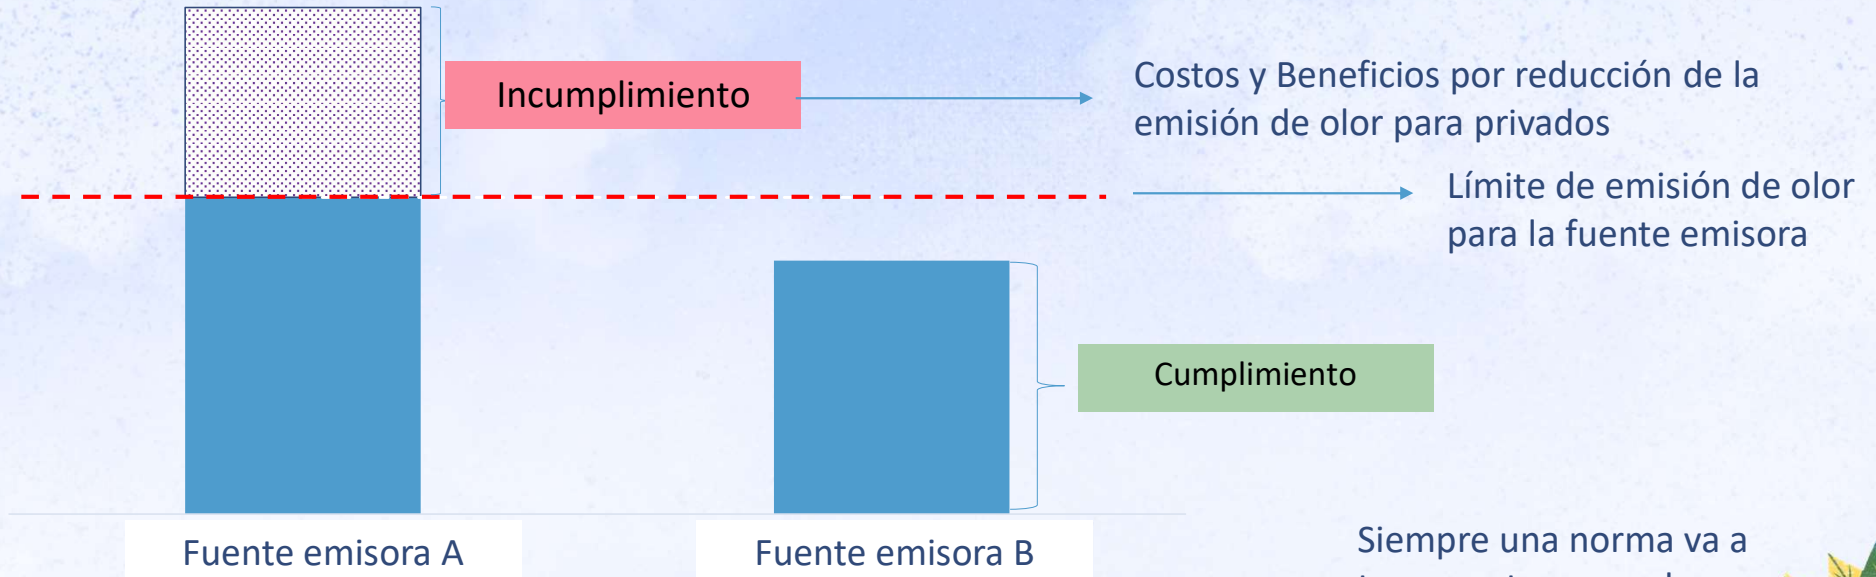 Incumplimiento
Costos y Beneficios por reducción de la
emisión de olor para privados
Límite de emisión de olor
para la fuente emisora
Cumplimiento
Fuente emisora A
Fuente emisora B
Siempre una norma va a